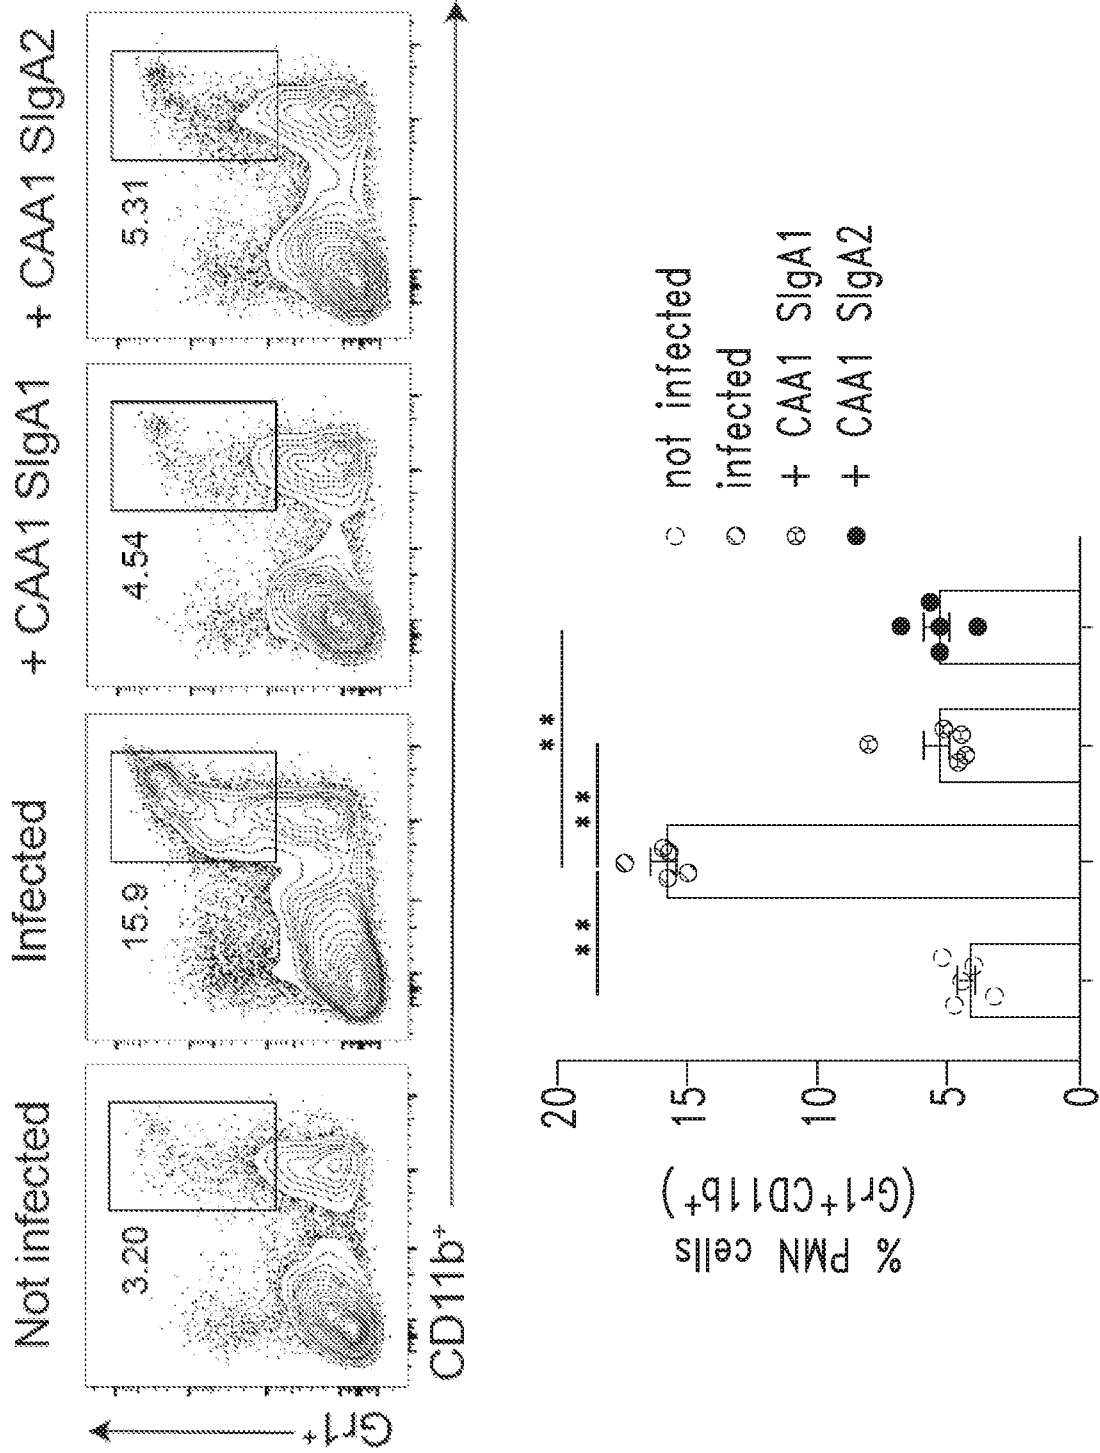 Not infected
Infected
+ CAA1 SIgA1
+ CAA1 SIgA2
3.20
15.9
4.54
5.31
Gr1⁺
CD11b⁺
% PMN cells
(Gr1⁺CD11b⁺)
20
15
10
5
0
**
**
**
not infected
infected
+ CAA1 SIgA1
+ CAA1 SIgA2